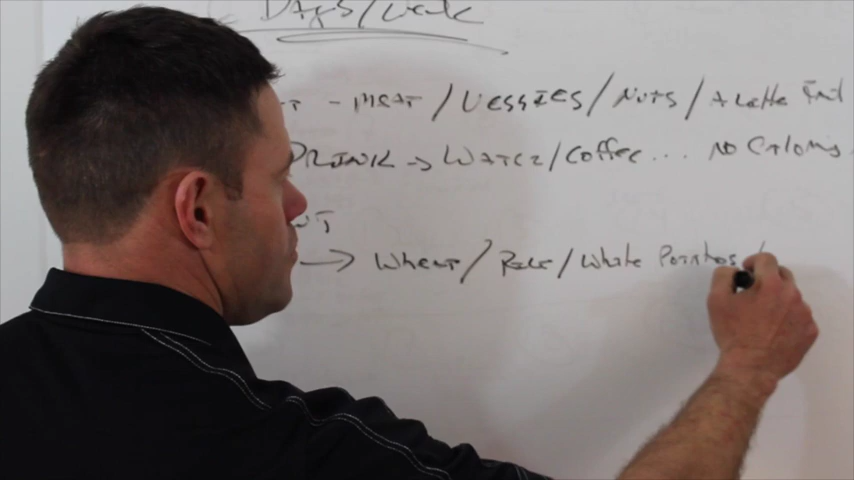 Days/Week
- MEAT / VEGGIES / NUTS / A Little Fruit
DRINK -> WATER/Coffee... NO Calories
-> Wheat / Rice / White Potatoes /